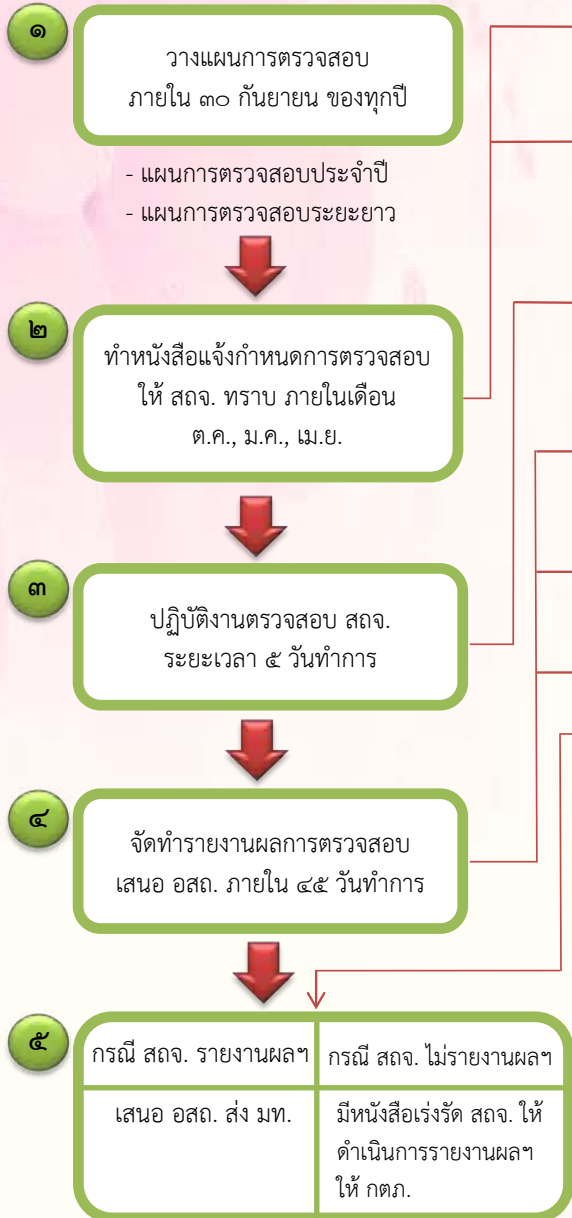 ๑
วางแผนการตรวจสอบ
ภายใน ๓๐ กันยายน ของทุกปี
- แผนการตรวจสอบประจำปี
- แผนการตรวจสอบระยะยาว
๒
ทำหนังสือแจ้งกำหนดการตรวจสอบ
ให้ สถจ. ทราบ ภายในเดือน
ต.ค., ม.ค., เม.ย.
๓
ปฏิบัติงานตรวจสอบ สถจ.
ระยะเวลา ๕ วันทำการ
๔
จัดทำรายงานผลการตรวจสอบ
เสนอ อสถ. ภายใน ๔๕ วันทำการ
๕
กรณี สถจ. รายงานผลฯ
เสนอ อสถ. ส่ง มท.
กรณี สถจ. ไม่รายงานผลฯ
มีหนังสือเร่งรัด สถจ. ให้
ดำเนินการรายงานผลฯ
ให้ กตภ.